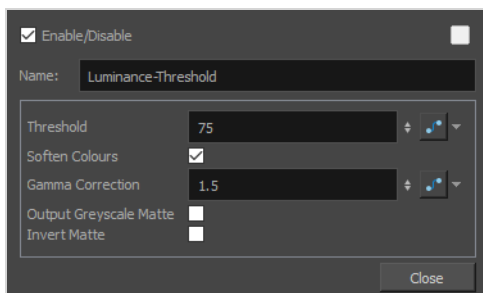 Enable/Disable
Name: Luminance-Threshold
Threshold 75
Soften Colours
Gamma Correction 1.5
Output Greyscale Matte
Invert Matte
Close